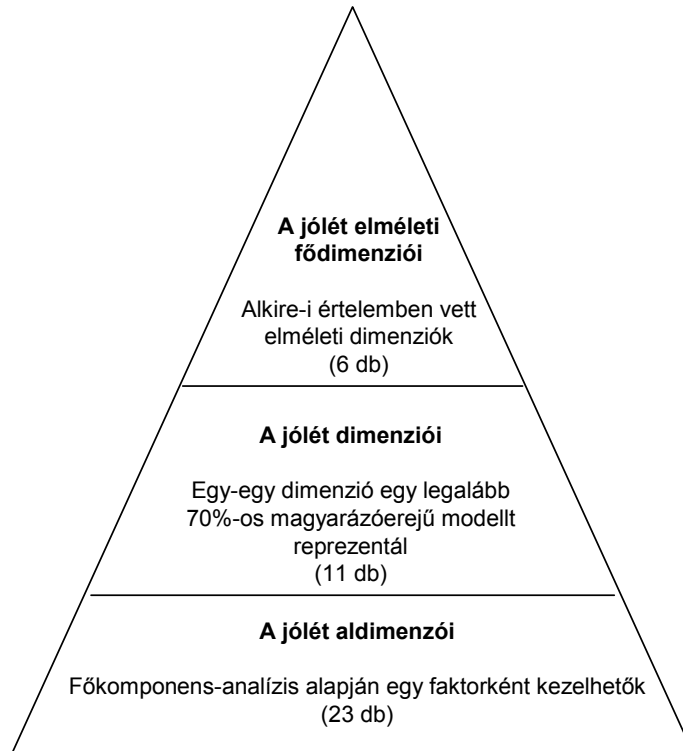 A jólét elméleti
fődimenziói
Alkire-i értelemben vett
elméleti dimenziók
(6 db)
A jólét dimenziói
Egy-egy dimenzió egy legalább
70%-os magyarázóerejű modellt
reprezentál
(11 db)
A jólét aldimenzói
Főkomponens-analízis alapján egy faktorként kezelhetők
(23 db)